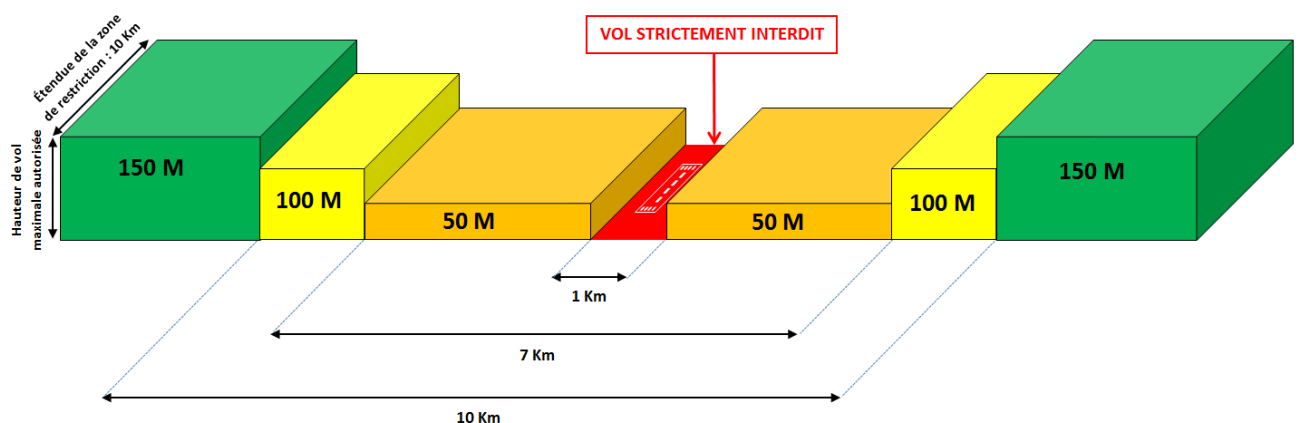 VOL STRICTEMENT INTERDIT
Étendue de la zone
de restriction : 10 Km
Hauteur de vol
maximale autorisée
150 M
100 M
50 M
50 M
100 M
150 M
1 Km
7 Km
10 Km